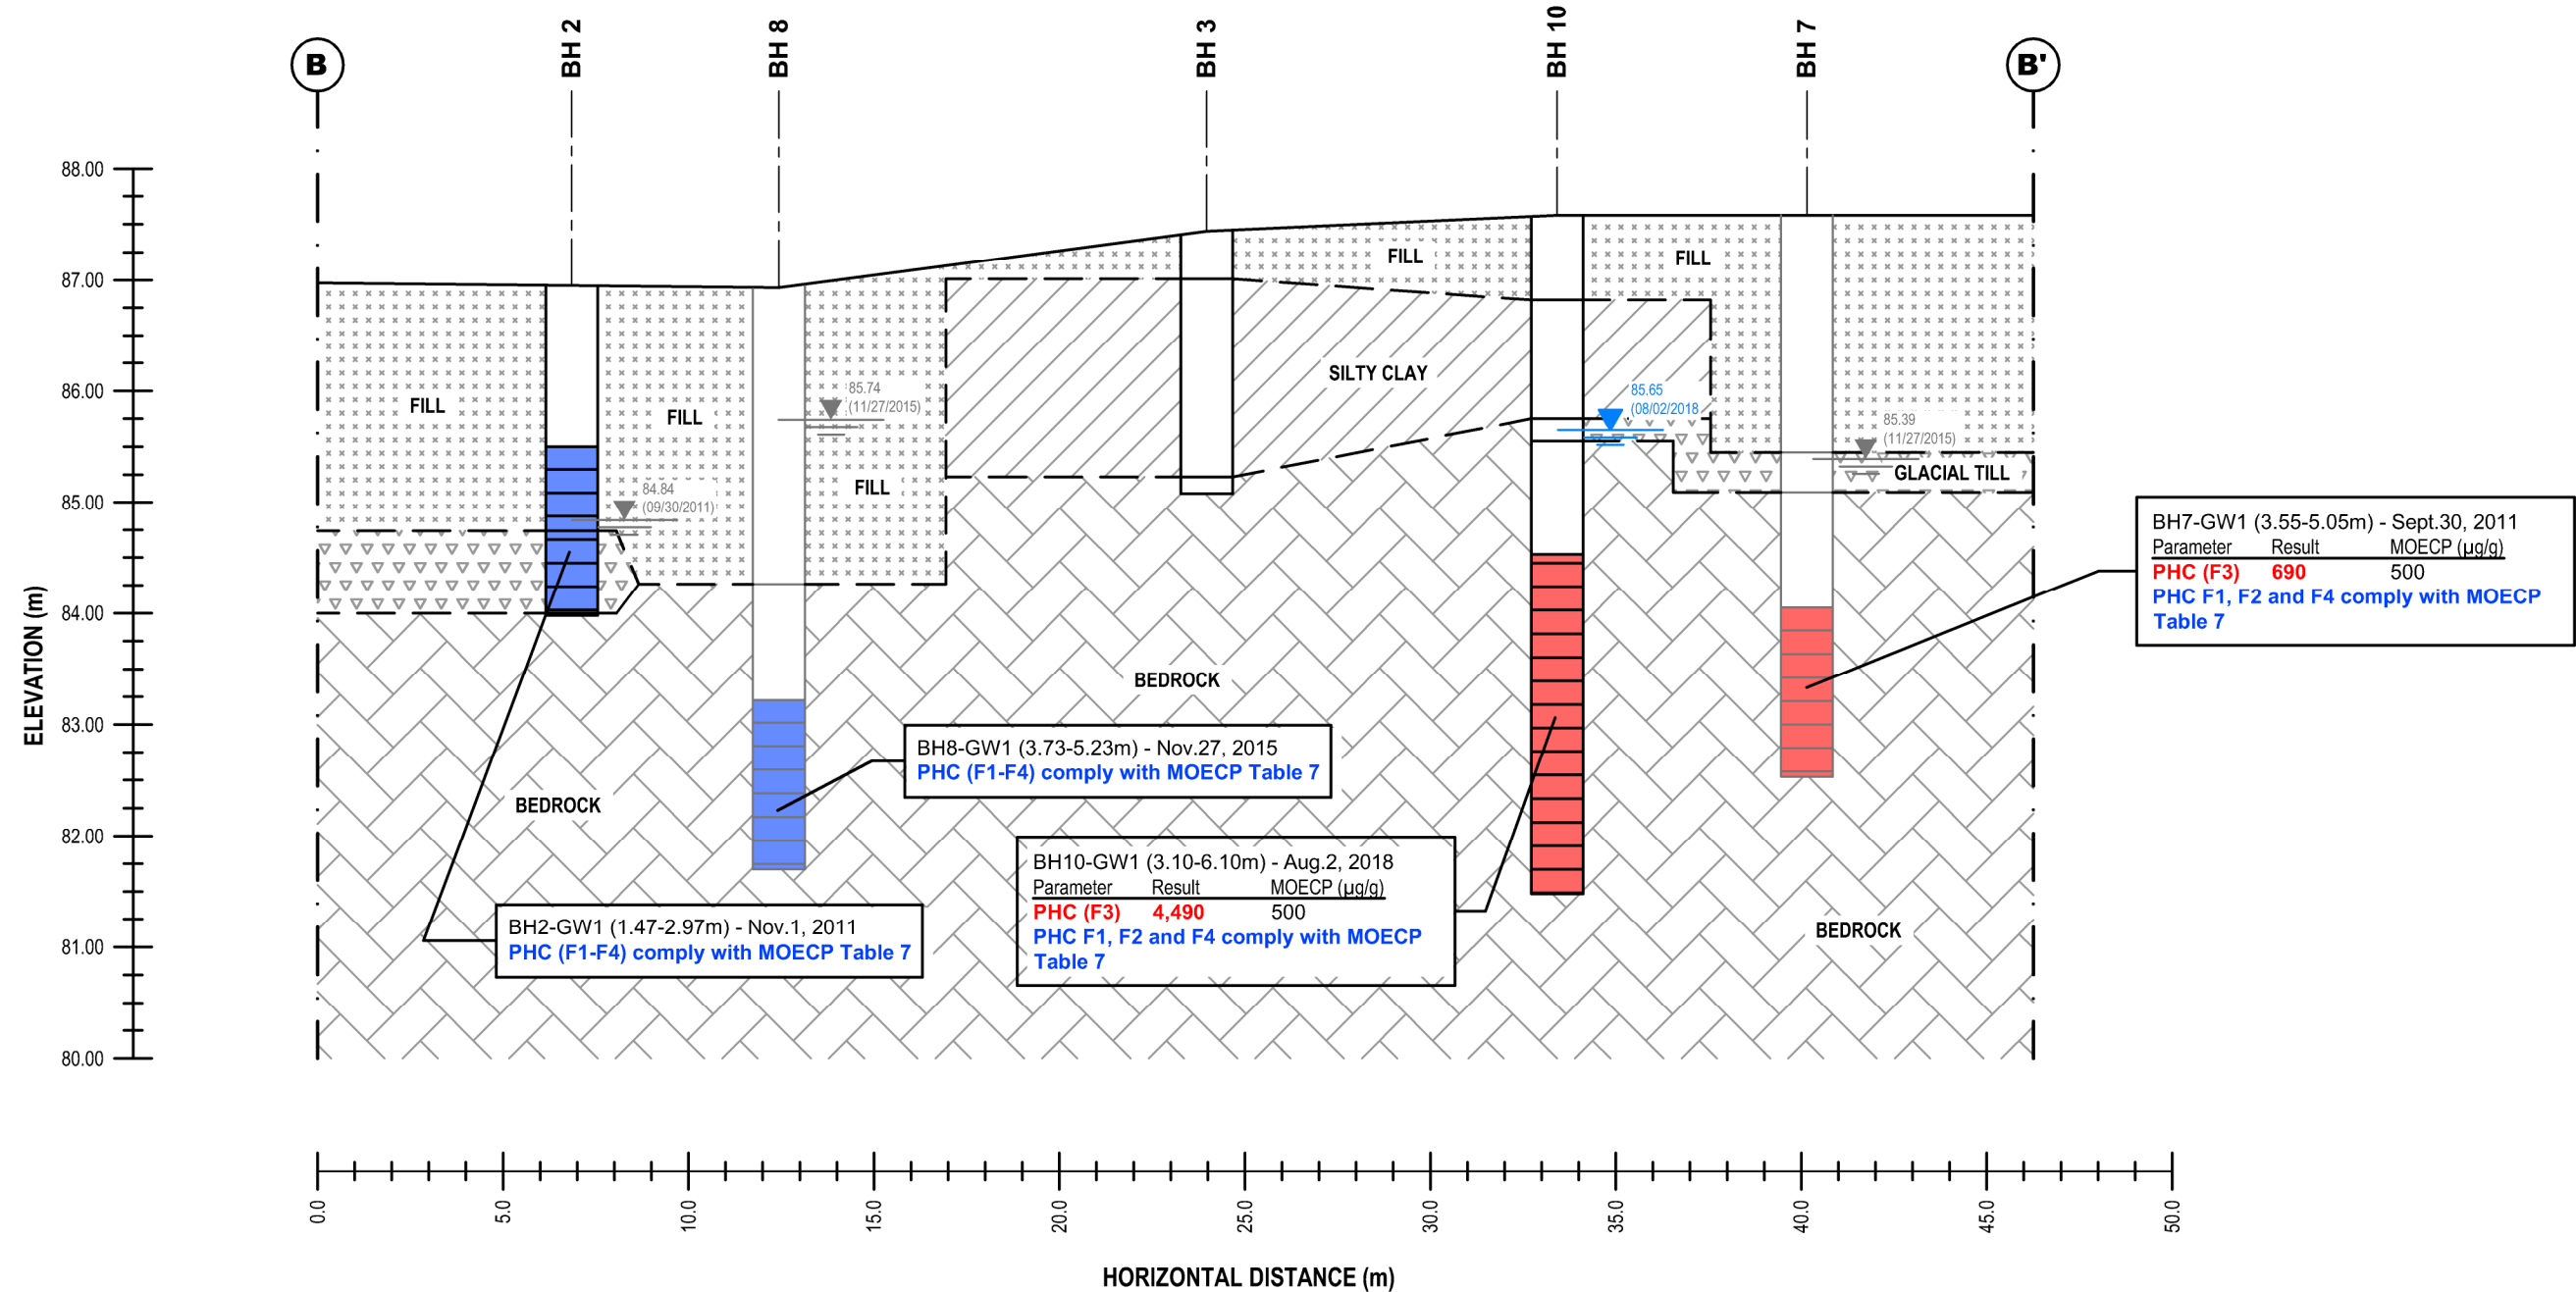 B
BH 2
BH 8
BH 3
BH 10
BH 7
B'
88.00
87.00
86.00
85.00
84.00
83.00
82.00
81.00
80.00
ELEVATION (m)
FILL
FILL
FILL
FILL
FILL
SILTY CLAY
GLACIAL TILL
BEDROCK
BEDROCK
BEDROCK
85.74
(11/27/2015)
84.84
(09/30/2011)
85.65
(08/02/2018
85.39
(11/27/2015)
BH7-GW1 (3.55-5.05m) - Sept.30, 2011
Parameter Result MOECP (µg/g)
PHC (F3) 690 500
PHC F1, F2 and F4 comply with MOECP
Table 7
BH8-GW1 (3.73-5.23m) - Nov.27, 2015
PHC (F1-F4) comply with MOECP Table 7
BH10-GW1 (3.10-6.10m) - Aug.2, 2018
Parameter Result MOECP (µg/g)
PHC (F3) 4,490 500
PHC F1, F2 and F4 comply with MOECP
Table 7
BH2-GW1 (1.47-2.97m) - Nov.1, 2011
PHC (F1-F4) comply with MOECP Table 7
0.0
5.0
10.0
15.0
20.0
25.0
30.0
35.0
40.0
45.0
50.0
HORIZONTAL DISTANCE (m)